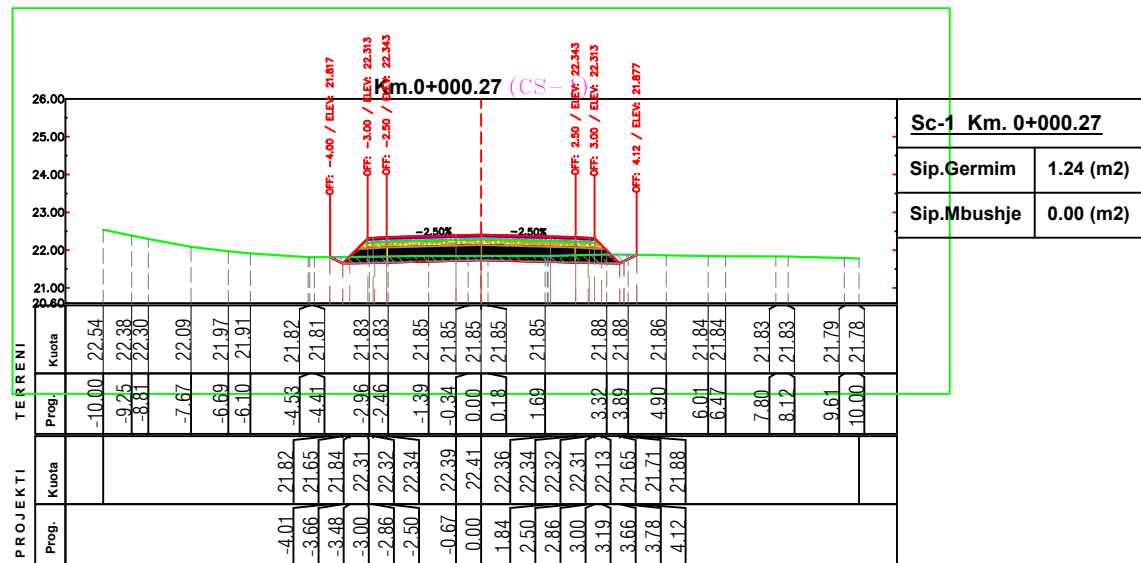 OFF: -4.00 / ELEV: 21.817
OFF: -3.00 / ELEV: 22.313
OFF: -2.50 / ELEV: 22.343
OFF: 2.50 / ELEV: 22.343
OFF: 3.00 / ELEV: 22.313
OFF: 4.12 / ELEV: 21.877
Km.0+000.27 (CS-1)
26.00
25.00
24.00
23.00
22.00
21.00
20.60
-2.50% -2.50%
Sc-1 Km. 0+000.27
Sip.Germim 1.24 (m2)
Sip.Mbushje 0.00 (m2)
TERRENI
Kuota 22.54 22.38 22.30 22.09 21.97 21.91 21.82 21.81 21.83 21.83 21.85 21.85 21.85 21.85 21.85 21.88 21.88 21.86 21.84 21.84 21.83 21.83 21.79 21.78
Prog. -10.00 -9.25 -8.81 -7.67 -6.69 -6.10 -4.53 -4.41 -2.96 -2.46 -1.39 -0.34 0.00 0.18 1.69 3.32 3.89 4.90 6.01 6.47 7.80 8.12 9.61 10.00
PROJEKTI
Kuota 21.82 21.65 21.84 22.31 22.32 22.34 22.39 22.41 22.36 22.34 22.32 22.31 22.13 21.65 21.71 21.88
Prog. -4.01 -3.66 -3.48 -3.00 -2.86 -2.50 -0.67 0.00 1.84 2.50 2.86 3.00 3.19 3.66 3.78 4.12